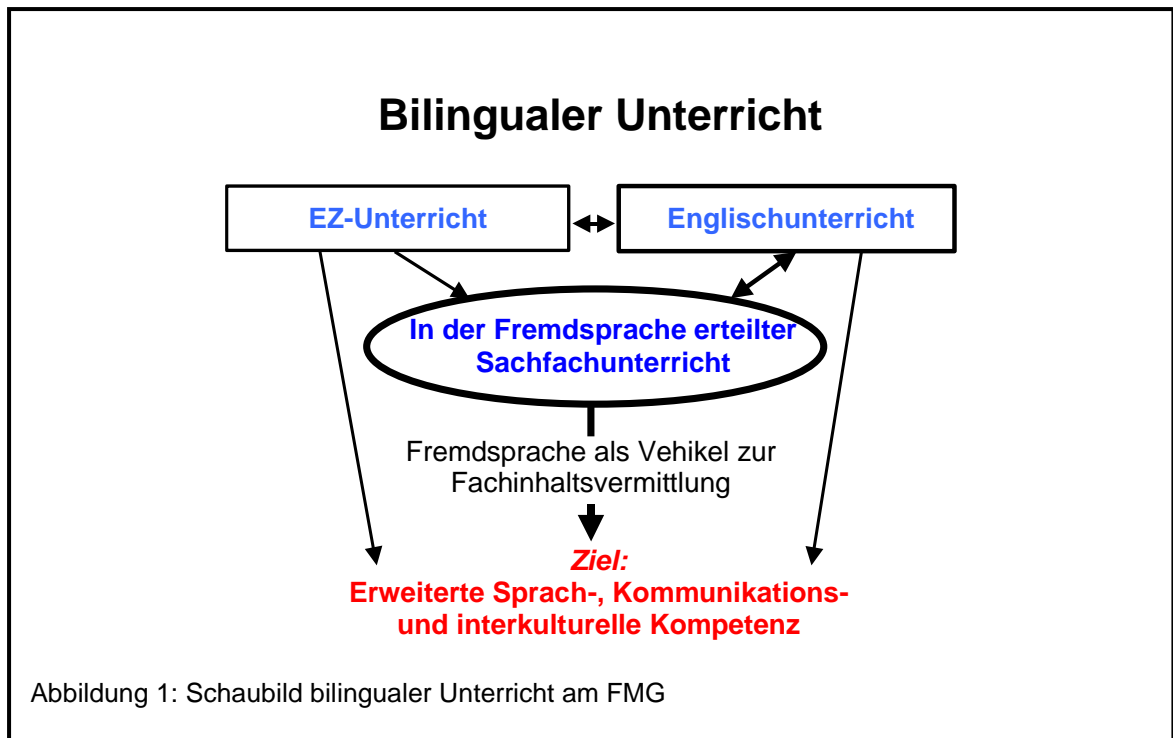 Bilingualer Unterricht
EZ-Unterricht
Englischunterricht
In der Fremdsprache erteilter
Sachfachunterricht
Fremdsprache als Vehikel zur
Fachinhaltsvermittlung
Ziel:
Erweiterte Sprach-, Kommunikations-
und interkulturelle Kompetenz
Abbildung 1: Schaubild bilingualer Unterricht am FMG